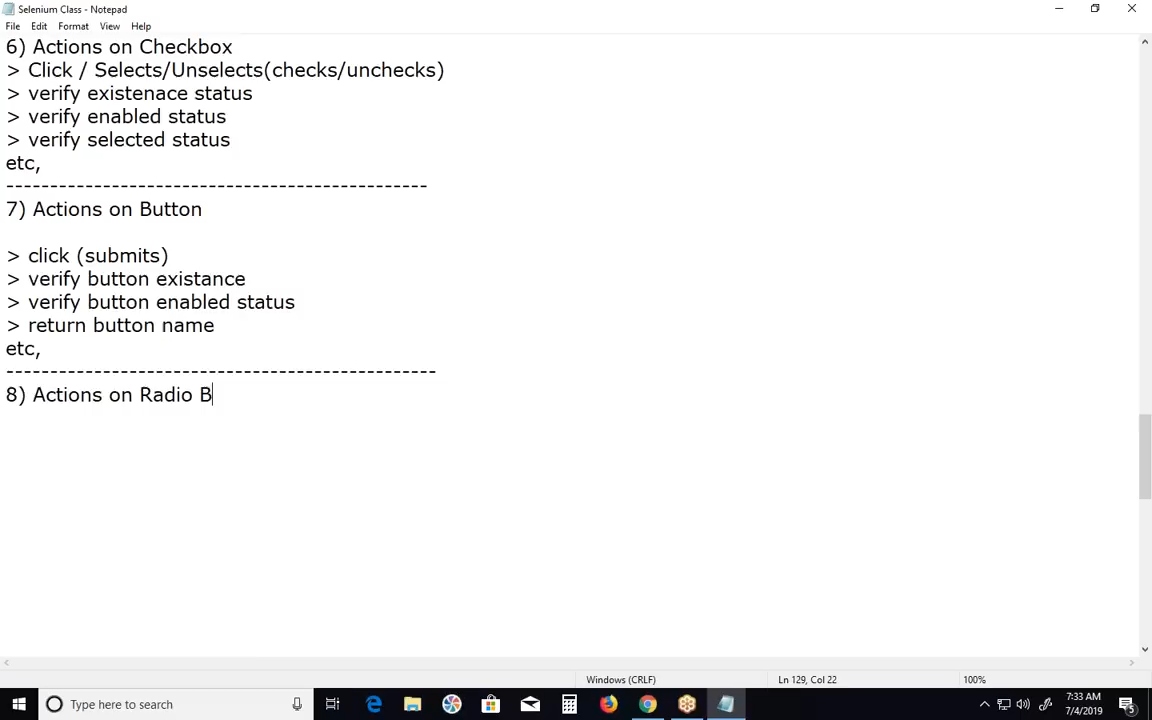 Selenium Class - Notepad
File Edit Format View Help
6) Actions on Checkbox
> Click / Selects/Unselects(checks/unchecks)
> verify existenace status
> verify enabled status
> verify selected status
etc,
------------------------------------------------
7) Actions on Button
> click (submits)
> verify button existance
> verify button enabled status
> return button name
etc,
-------------------------------------------------
8) Actions on Radio B
Windows (CRLF) Ln 129, Col 22 100%
Type here to search
7:33 AM
7/4/2019
5